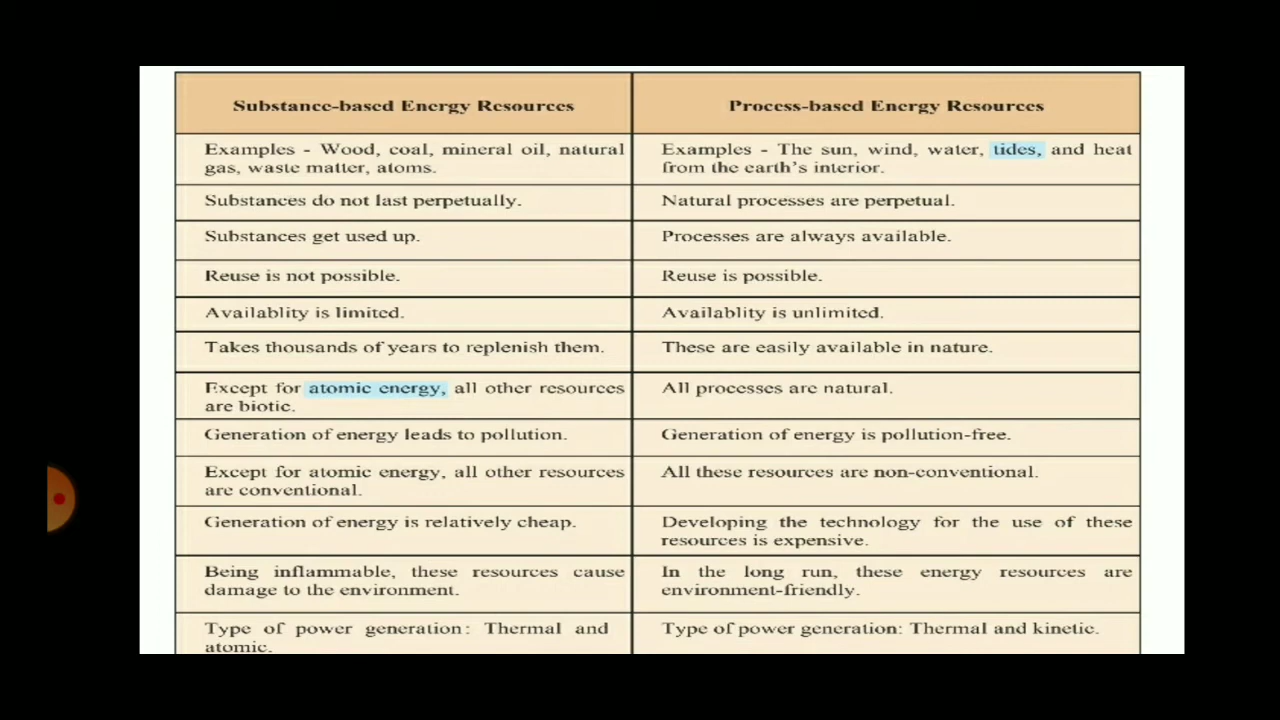 Substance-based Energy Resources
Process-based Energy Resources
Examples - Wood, coal, mineral oil, natural
gas, waste matter, atoms.
Examples - The sun, wind, water, tides, and heat
from the earth's interior.
Substances do not last perpetually.
Natural processes are perpetual.
Substances get used up.
Processes are always available.
Reuse is not possible.
Reuse is possible.
Availablity is limited.
Availablity is unlimited.
Takes thousands of years to replenish them.
These are easily available in nature.
Except for atomic energy, all other resources
are biotic.
All processes are natural.
Generation of energy leads to pollution.
Generation of energy is pollution-free.
Except for atomic energy, all other resources
are conventional.
All these resources are non-conventional.
Generation of energy is relatively cheap.
Developing the technology for the use of these
resources is expensive.
Being inflammable, these resources cause
damage to the environment.
In the long run, these energy resources are
environment-friendly.
Type of power generation: Thermal and
atomic.
Type of power generation: Thermal and kinetic.